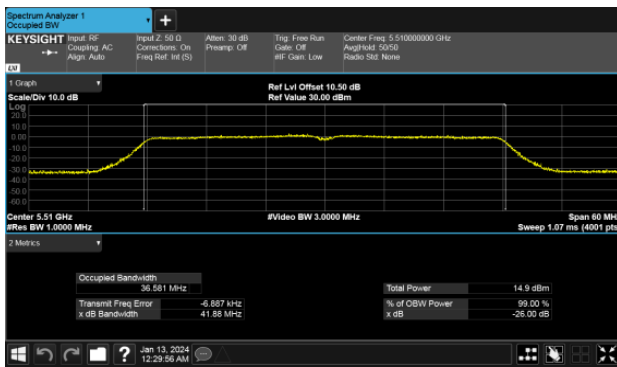 Spectrum Analyzer 1
Occupied BW
+
KEYSIGHT
Input: RF
Coupling: AC
Align: Auto
Input Z: 50 Ω
Corrections: On
Freq Ref: Int (S)
Atten: 30 dB
Preamp: Off
Trig: Free Run
Gate: Off
#IF Gain: Low
Center Freq: 5.510000000 GHz
Avg|Hold: 50/50
Radio Std: None
LXI
1 Graph
Scale/Div 10.0 dB
Ref Lvl Offset 10.50 dB
Ref Value 30.00 dBm
Log
20.0
10.0
0.00
-10.0
-20.0
-30.0
-40.0
-50.0
-60.0
Center 5.51 GHz
#Res BW 1.0000 MHz
#Video BW 3.0000 MHz
Span 60 MH
Sweep 1.07 ms (4001 pts
2 Metrics
Occupied Bandwidth
36.581 MHz
Transmit Freq Error -6.887 kHz
x dB Bandwidth 41.88 MHz
Total Power 14.9 dBm
% of OBW Power 99.00 %
x dB -26.00 dB
?
Jan 13, 2024
12:29:56 AM